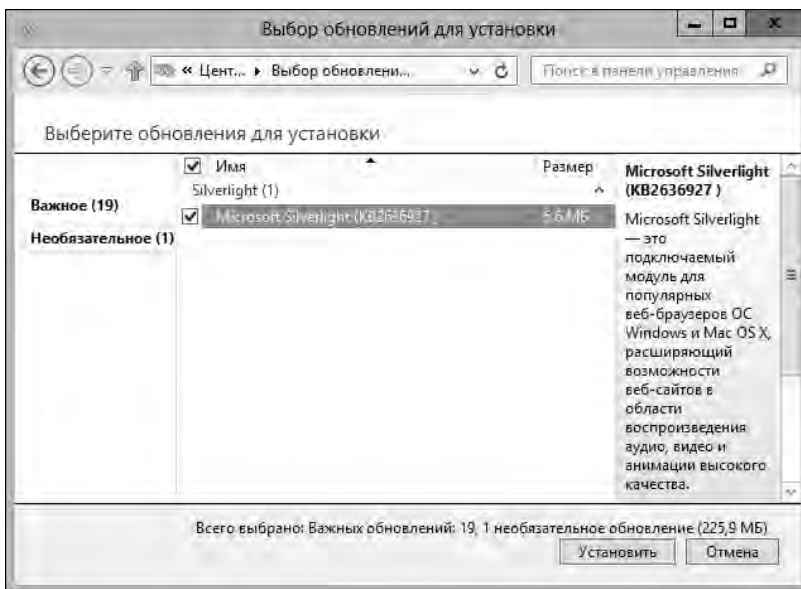 Выбор обновлений для установки
« Цент... ▸ Выбор обновлени...
Поиск в панели управления
Выберите обновления для установки
Важное (19)
Необязательное (1)
Имя Размер
Silverlight (1)
Microsoft Silverlight (KB2636927) 5.6 МБ
Microsoft Silverlight
(KB2636927 )
Microsoft Silverlight
— это
подключаемый
модуль для
популярных
веб-браузеров ОС
Windows и Mac OS X,
расширяющий
возможности
веб-сайтов в
области
воспроизведения
аудио, видео и
анимации высокого
качества.
Всего выбрано: Важных обновлений: 19, 1 необязательное обновление (225,9 МБ)
Установить Отмена